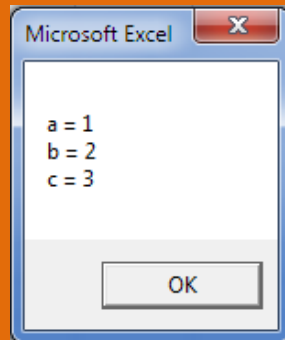 Microsoft Excel
a = 1
b = 2
c = 3
OK